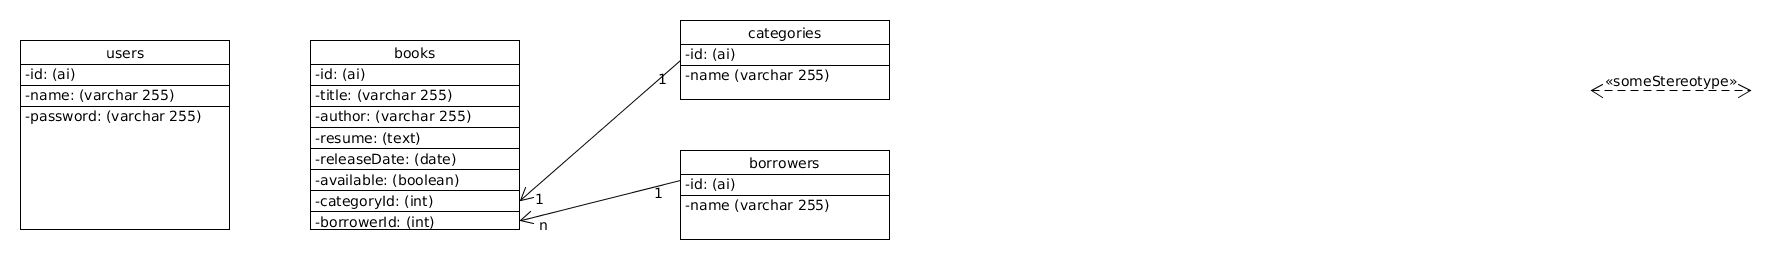 users
-id: (ai)
-name: (varchar 255)
-password: (varchar 255)
books
-id: (ai)
-title: (varchar 255)
-author: (varchar 255)
-resume: (text)
-releaseDate: (date)
-available: (boolean)
-categoryId: (int)
-borrowerId: (int)
1
1
1
n
categories
-id: (ai)
-name (varchar 255)
borrowers
-id: (ai)
-name (varchar 255)
«someStereotype»